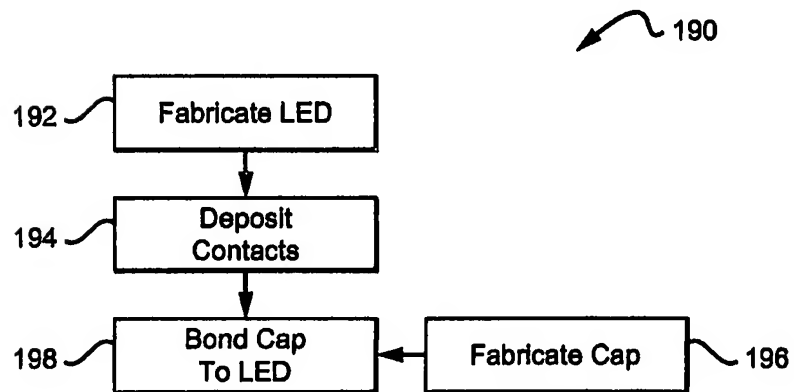 190
192
Fabricate LED
194
Deposit
Contacts
198
Bond Cap
To LED
Fabricate Cap
196